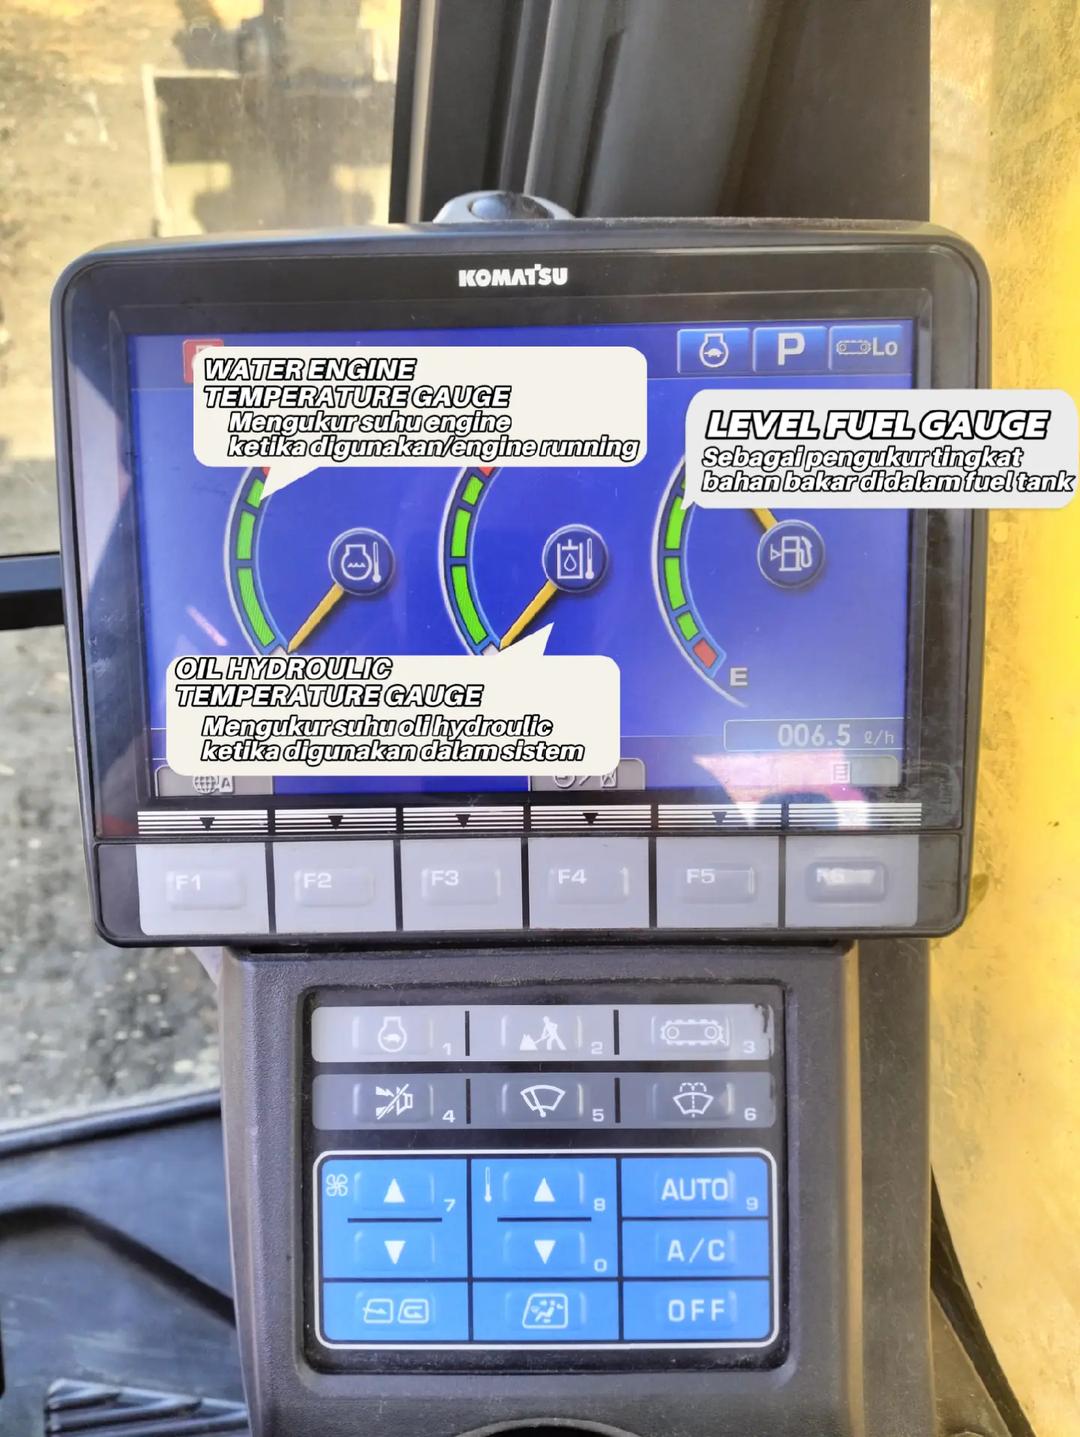 KOMATSU
P
Lo
WATER ENGINE
TEMPERATURE GAUGE
Mengukur suhu engine
ketika digunakan/engine running
LEVEL FUEL GAUGE
Sebagai pengukur tingkat
bahan bakar didalam fuel tank
E
OIL HYDROULIC
TEMPERATURE GAUGE
Mengukur suhu oli hydroulic
ketika digunakan dalam sistem
006.5 ℓ/h
A
F1 F2 F3 F4 F5 F6
1 2 3
4 5 6
7 8 AUTO 9
0 A/C
OFF